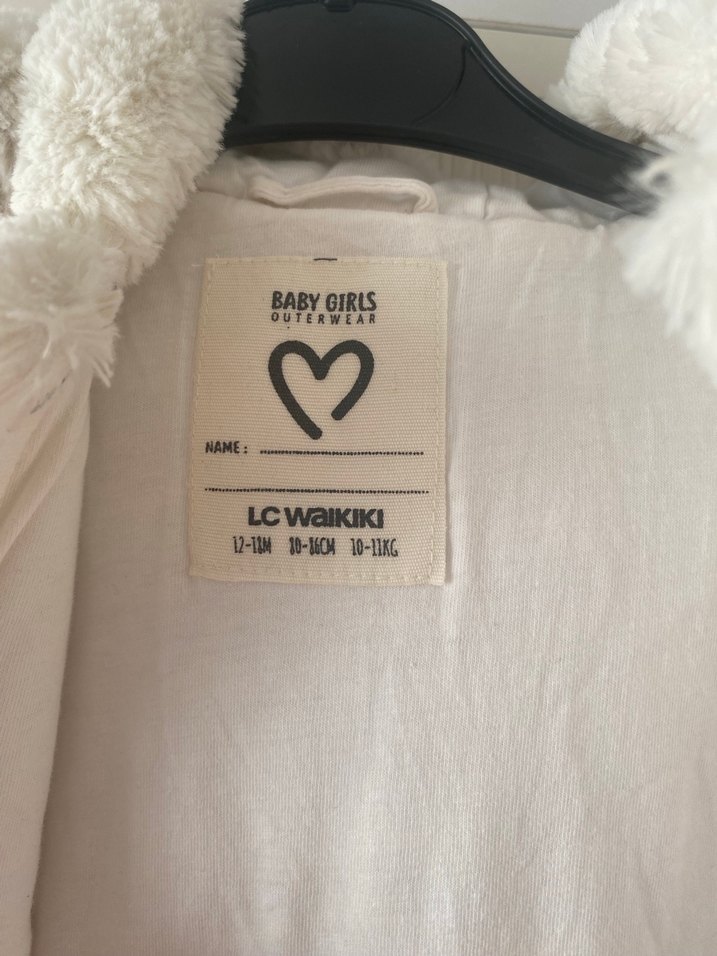 BABY GIRLS
OUTERWEAR
NAME :
LC WAIKIKI
12-18M 80-86CM 10-11KG